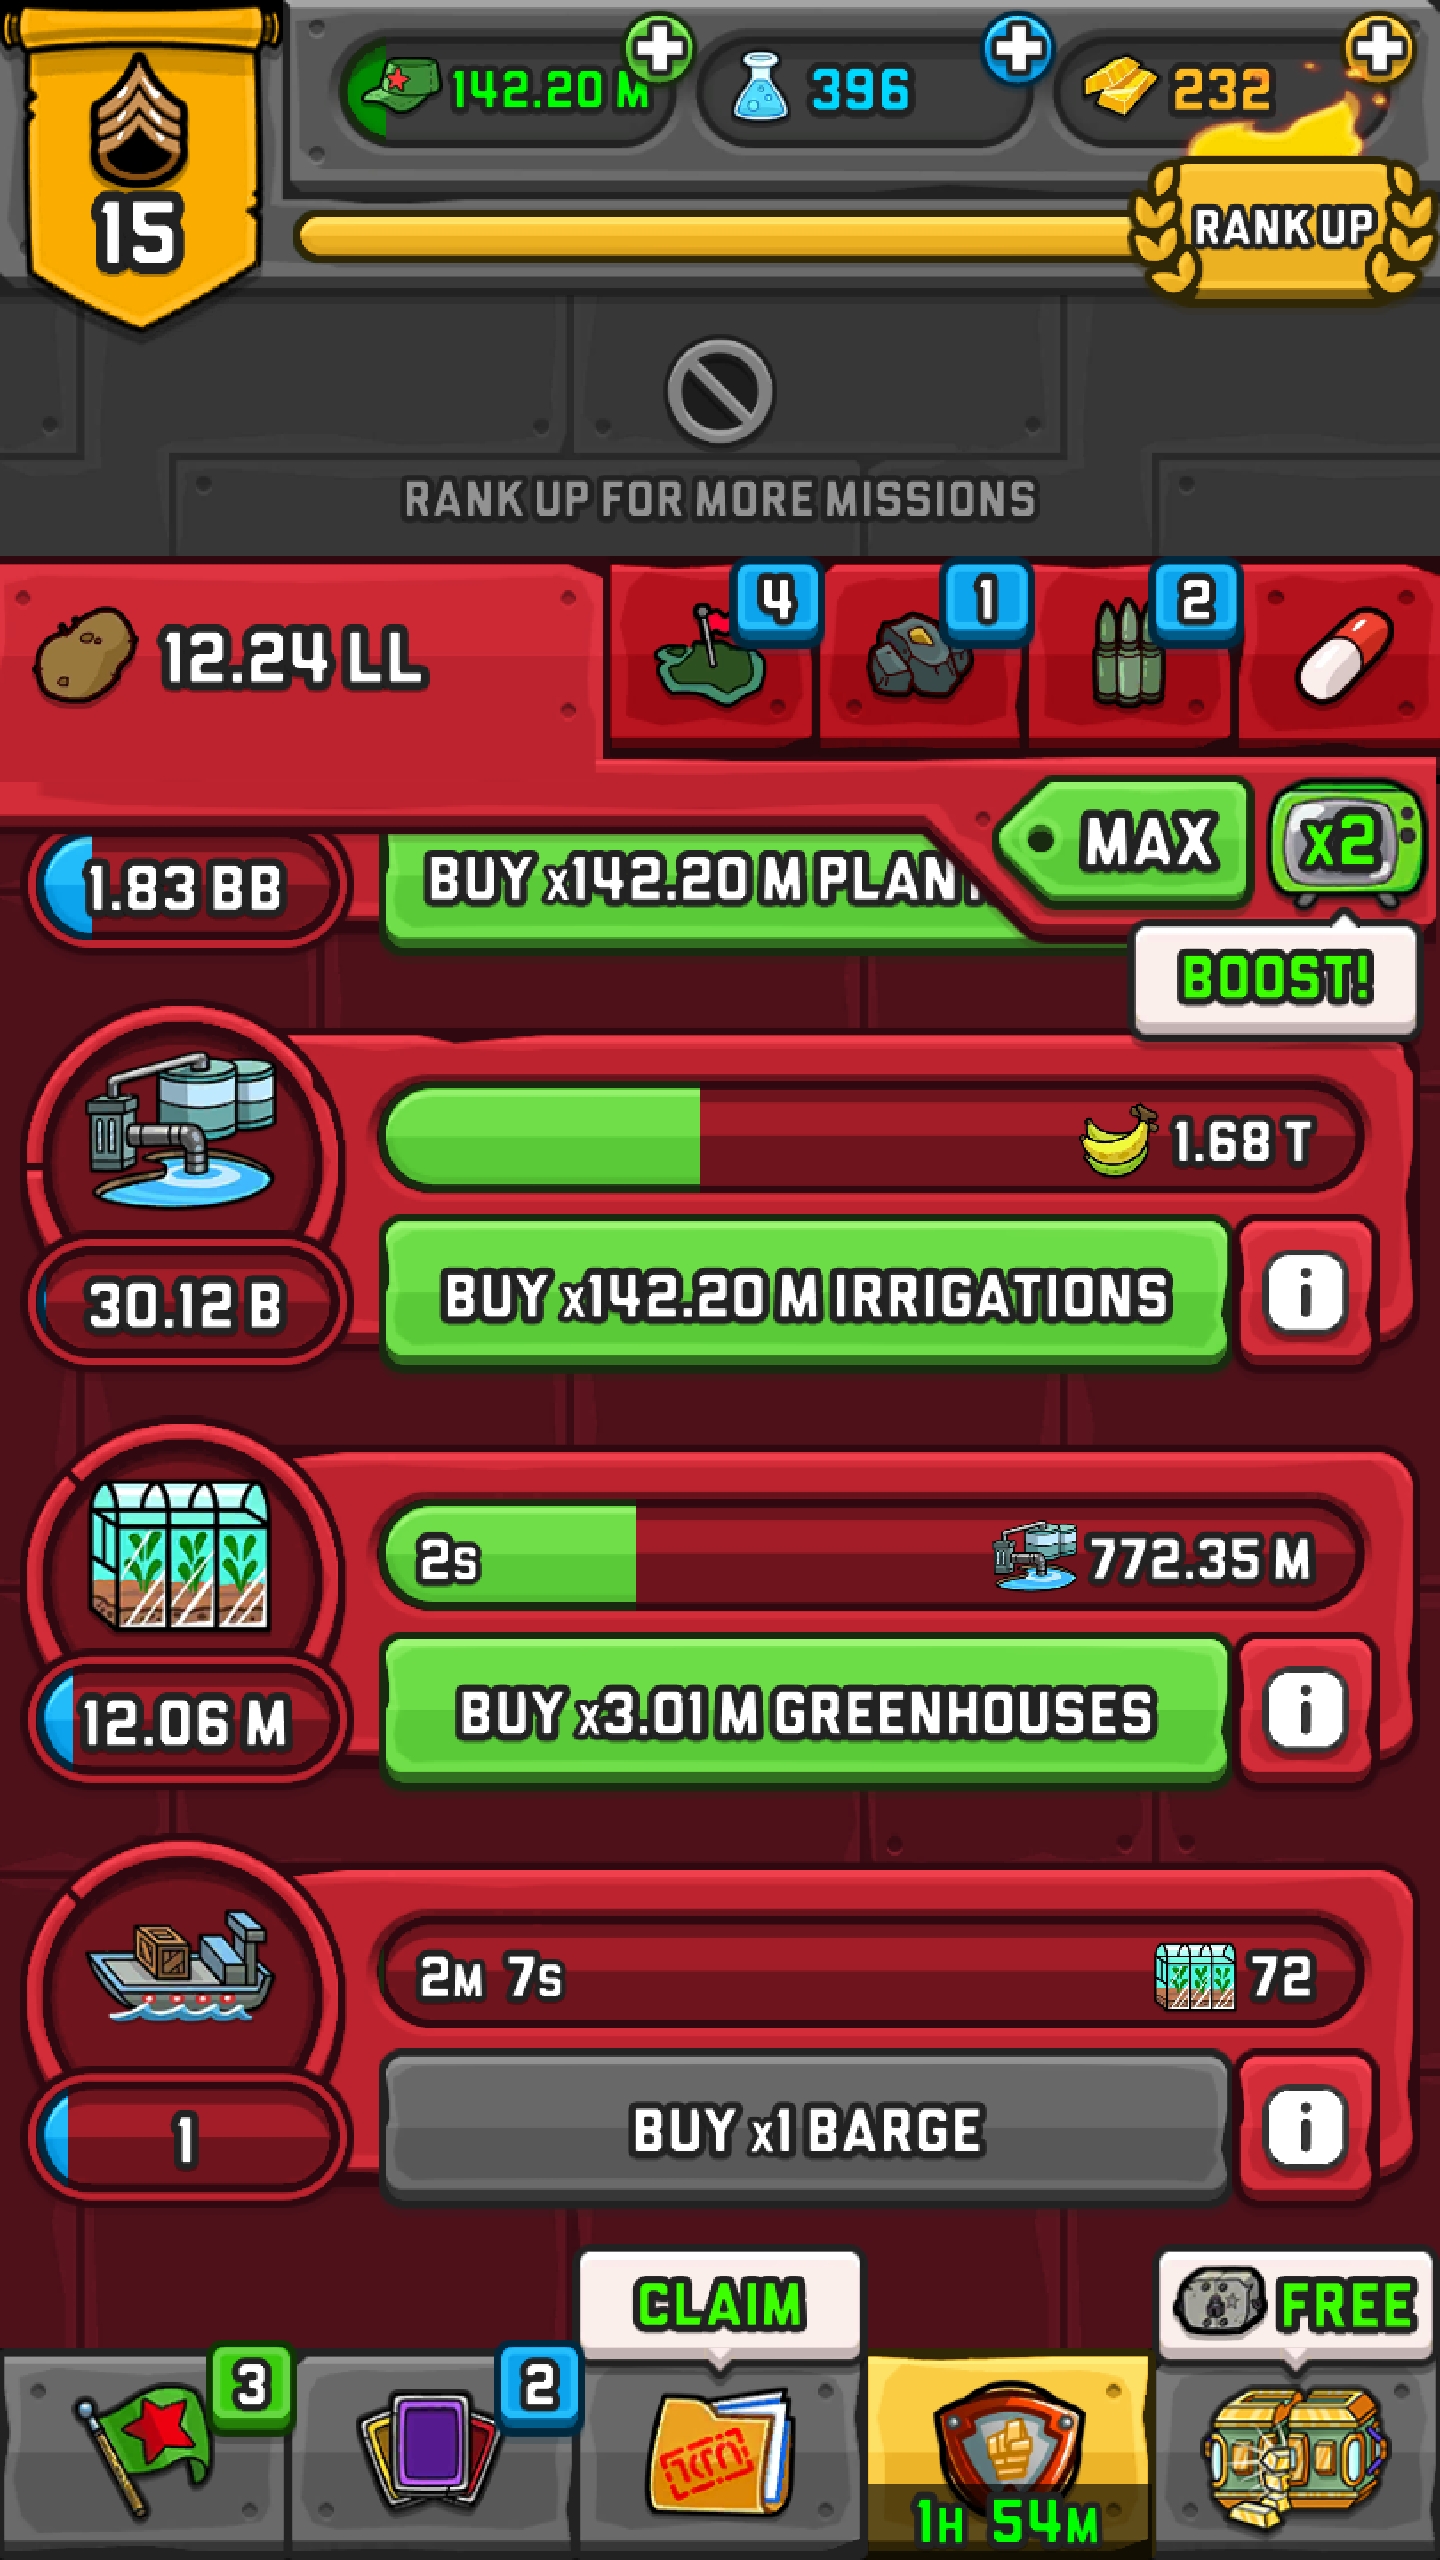 15
142.20 M
396
232
RANK UP
RANK UP FOR MORE MISSIONS
12.24 LL
4
1
2
MAX
x2
BOOST!
1.83 BB
BUY x142.20 M PLAN
1.68 T
30.12 B
BUY x142.20 M IRRIGATIONS
i
2s
772.35 M
12.06 M
BUY x3.01 M GREENHOUSES
i
2M 7s
72
1
BUY x1 BARGE
i
CLAIM
FREE
3
2
1H 54M